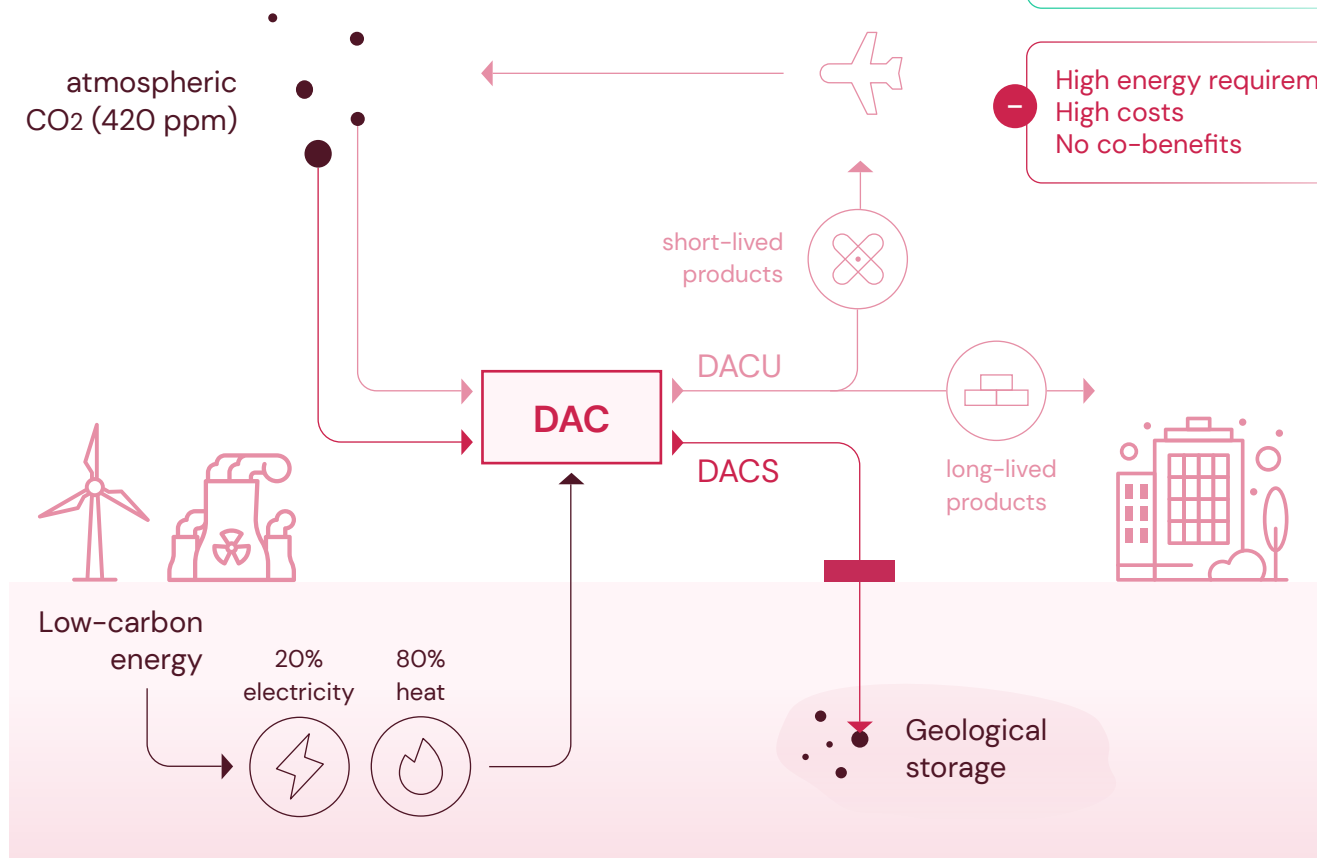 atmospheric
CO2 (420 ppm)
High energy requirem
High costs
No co-benefits
short-lived
products
DACU
DAC
DACS
long-lived
products
Low-carbon
energy
20%
electricity
80%
heat
Geological
storage